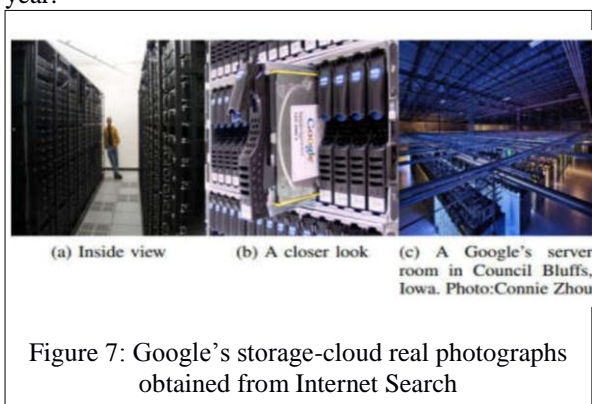 year.
Google
(a) Inside view
(b) A closer look
(c) A Google's server
room in Council Bluffs,
Iowa. Photo:Connie Zhou
Figure 7: Google's storage-cloud real photographs
obtained from Internet Search